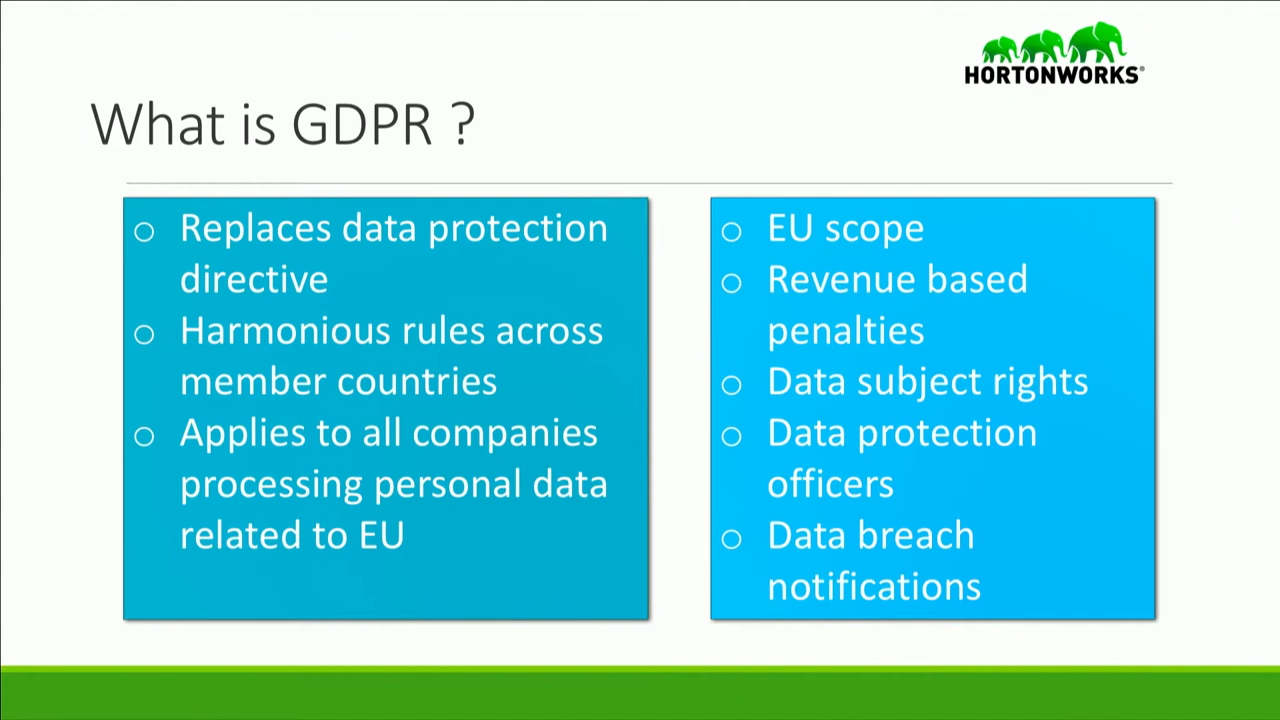 HORTONWORKS®
What is GDPR ?
o Replaces data protection
directive
o Harmonious rules across
member countries
o Applies to all companies
processing personal data
related to EU
o EU scope
o Revenue based
penalties
o Data subject rights
o Data protection
officers
o Data breach
notifications